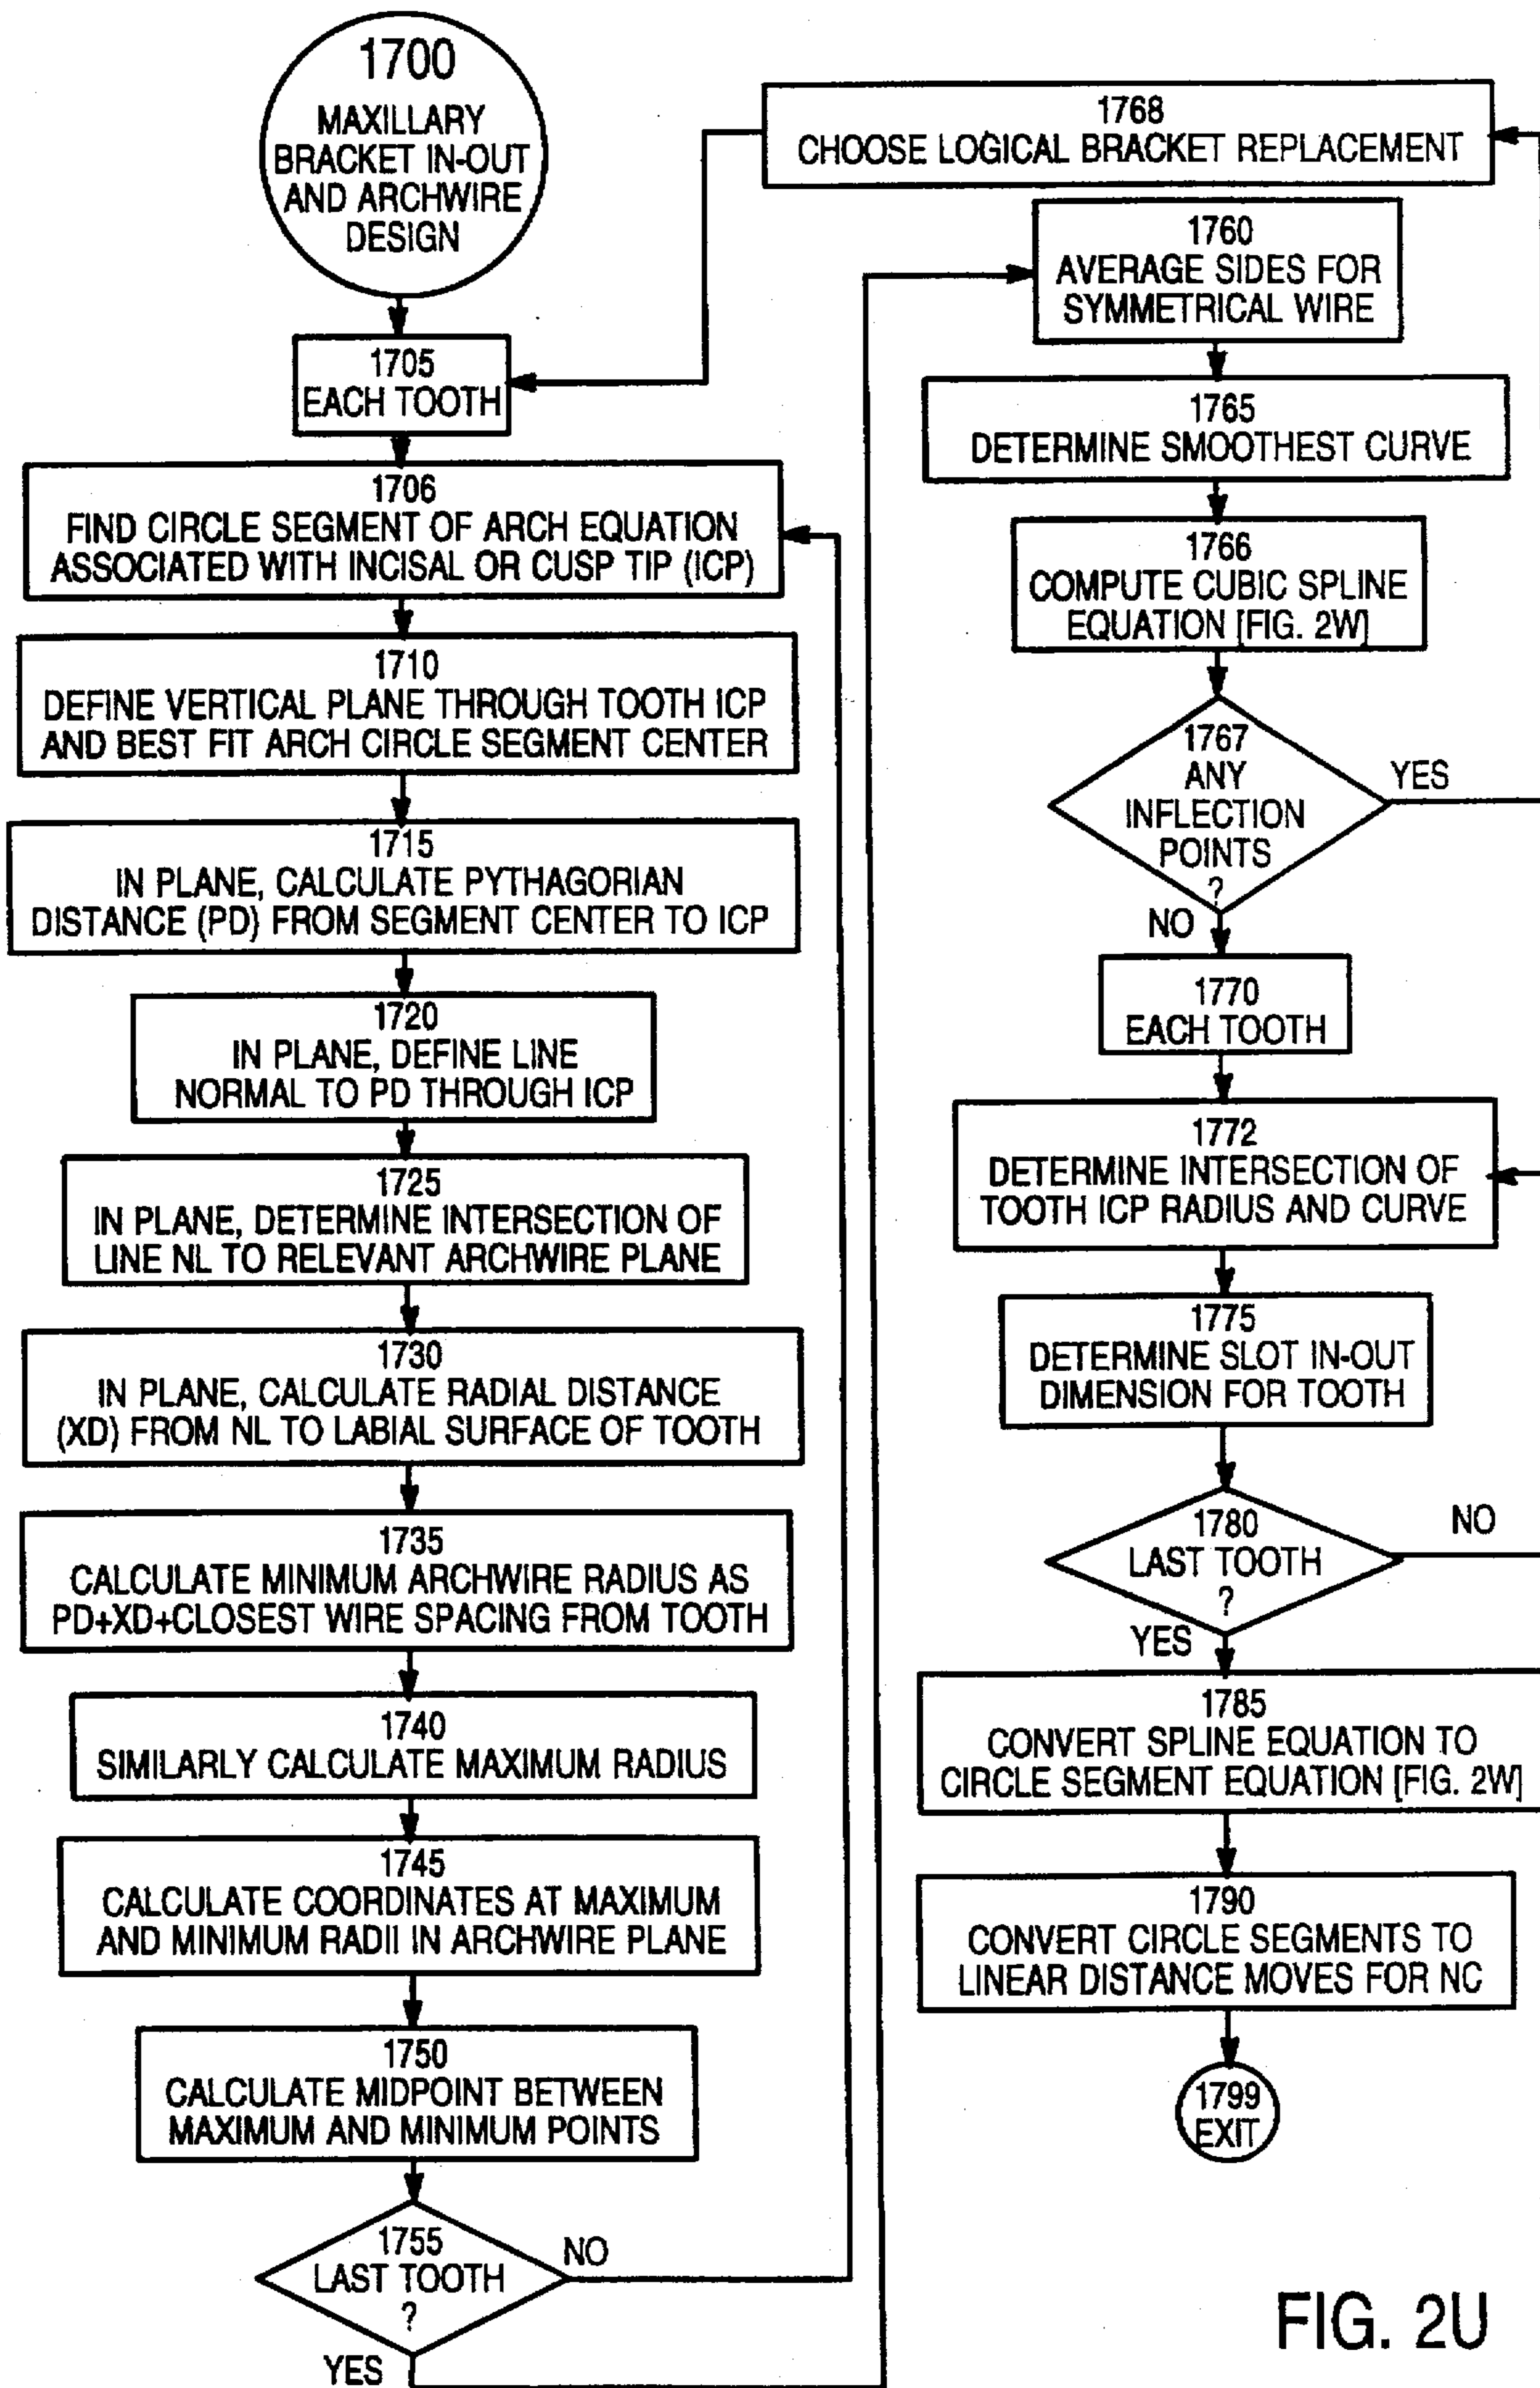 1700
MAXILLARY
BRACKET IN-OUT
AND ARCHWIRE
DESIGN
1705
EACH TOOTH
1706
FIND CIRCLE SEGMENT OF ARCH EQUATION
ASSOCIATED WITH INCISAL OR CUSP TIP (ICP)
1710
DEFINE VERTICAL PLANE THROUGH TOOTH ICP
AND BEST FIT ARCH CIRCLE SEGMENT CENTER
1715
IN PLANE, CALCULATE PYTHAGORIAN
DISTANCE (PD) FROM SEGMENT CENTER TO ICP
1720
IN PLANE, DEFINE LINE
NORMAL TO PD THROUGH ICP
1725
IN PLANE, DETERMINE INTERSECTION OF
LINE NL TO RELEVANT ARCHWIRE PLANE
1730
IN PLANE, CALCULATE RADIAL DISTANCE
(XD) FROM NL TO LABIAL SURFACE OF TOOTH
1735
CALCULATE MINIMUM ARCHWIRE RADIUS AS
PD+XD+CLOSEST WIRE SPACING FROM TOOTH
1740
SIMILARLY CALCULATE MAXIMUM RADIUS
1745
CALCULATE COORDINATES AT MAXIMUM
AND MINIMUM RADII IN ARCHWIRE PLANE
1750
CALCULATE MIDPOINT BETWEEN
MAXIMUM AND MINIMUM POINTS
1755
LAST TOOTH
?
NO
YES
1768
CHOOSE LOGICAL BRACKET REPLACEMENT
1760
AVERAGE SIDES FOR
SYMMETRICAL WIRE
1765
DETERMINE SMOOTHEST CURVE
1766
COMPUTE CUBIC SPLINE
EQUATION [FIG. 2W]
1767
ANY
INFLECTION
POINTS
?
YES
NO
1770
EACH TOOTH
1772
DETERMINE INTERSECTION OF
TOOTH ICP RADIUS AND CURVE
1775
DETERMINE SLOT IN-OUT
DIMENSION FOR TOOTH
1780
LAST TOOTH
?
NO
YES
1785
CONVERT SPLINE EQUATION TO
CIRCLE SEGMENT EQUATION [FIG. 2W]
1790
CONVERT CIRCLE SEGMENTS TO
LINEAR DISTANCE MOVES FOR NC
1799
EXIT
FIG. 2U